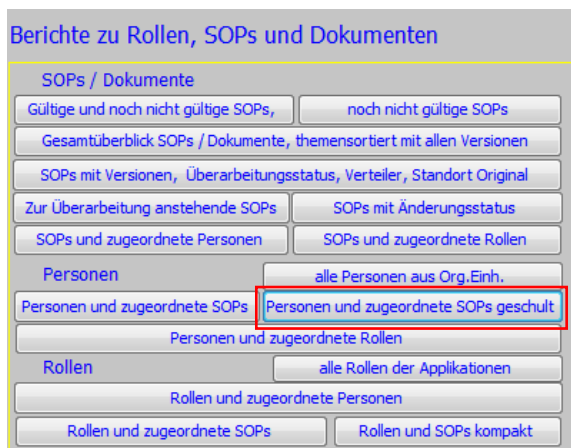 Berichte zu Rollen, SOPs und Dokumenten
SOPs / Dokumente
Gültige und noch nicht gültige SOPs, noch nicht gültige SOPs
Gesamtüberblick SOPs / Dokumente, themensortiert mit allen Versionen
SOPs mit Versionen, Überarbeitungsstatus, Verteiler, Standort Original
Zur Überarbeitung anstehende SOPs SOPs mit Änderungsstatus
SOPs und zugeordnete Personen SOPs und zugeordnete Rollen
Personen alle Personen aus Org.Einh.
Personen und zugeordnete SOPs Personen und zugeordnete SOPs geschult
Personen und zugeordnete Rollen
Rollen alle Rollen der Applikationen
Rollen und zugeordnete Personen
Rollen und zugeordnete SOPs Rollen und SOPs kompakt